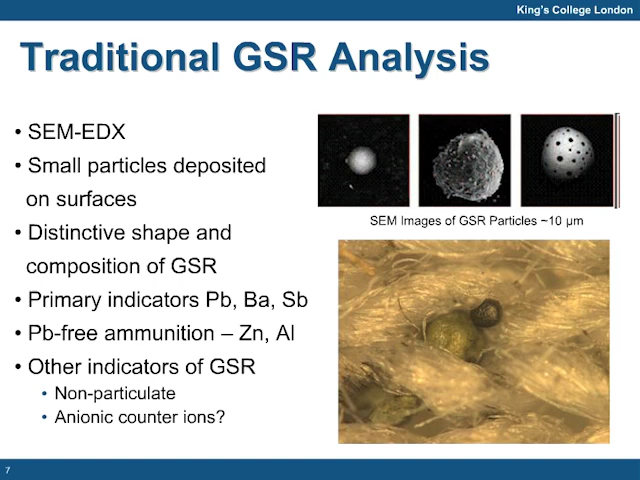 King's College London
Traditional GSR Analysis
• SEM-EDX
• Small particles deposited
on surfaces
• Distinctive shape and
composition of GSR
• Primary indicators Pb, Ba, Sb
• Pb-free ammunition – Zn, Al
• Other indicators of GSR
• Non-particulate
• Anionic counter ions?
SEM Images of GSR Particles ~10 µm
7